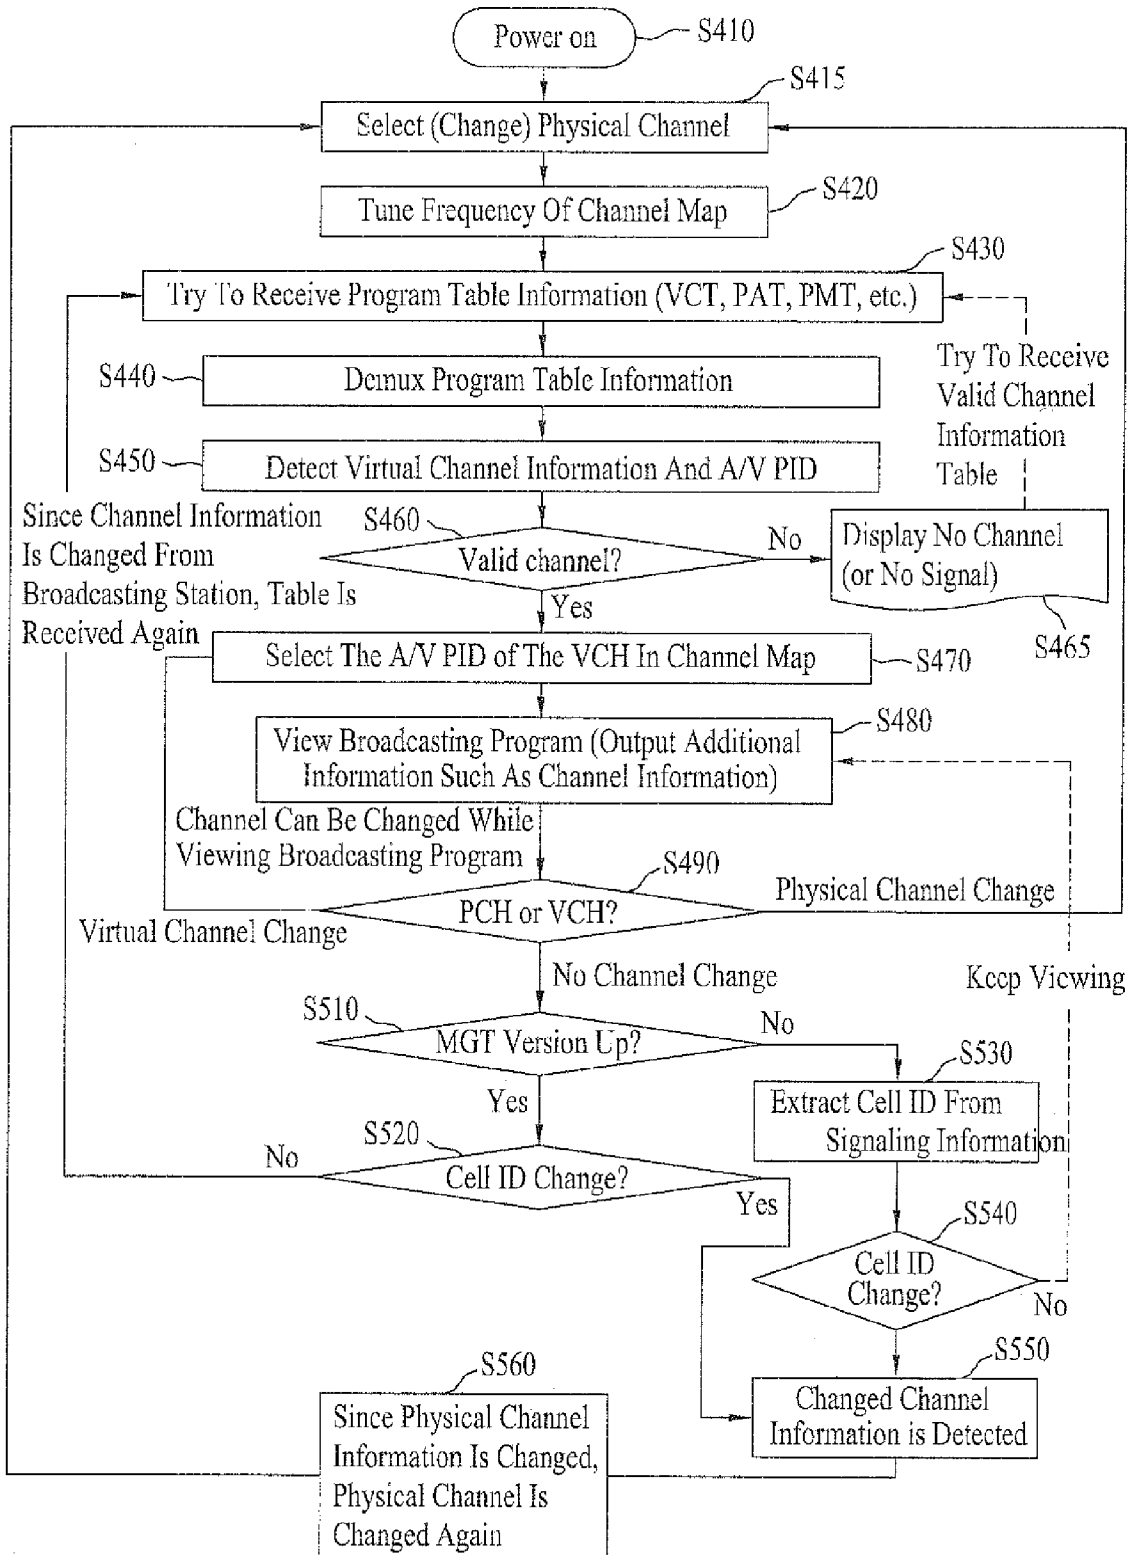 Power on
S410
S415
Select (Change) Physical Channel
S420
Tune Frequency Of Channel Map
S430
Try To Receive Program Table Information (VCT, PAT, PMT, etc.)
S440
Demux Program Table Information
Try To Receive
Valid Channel
Information
Table
S450
Detect Virtual Channel Information And A/V PID
Since Channel Information
Is Changed From
Broadcasting Station, Table Is
Received Again
S460
Valid channel?
No
Display No Channel
(or No Signal)
S465
Yes
Select The A/V PID of The VCH In Channel Map
S470
S480
View Broadcasting Program (Output Additional
Information Such As Channel Information)
Channel Can Be Changed While
Viewing Broadcasting Program
S490
PCH or VCH?
Physical Channel Change
Virtual Channel Change
No Channel Change
Keep Viewing
S510
MGT Version Up?
No
Yes
S530
Extract Cell ID From
Signaling Information
S520
Cell ID Change?
No
Yes
S540
Cell ID
Change?
No
S550
Changed Channel
Information is Detected
S560
Since Physical Channel
Information Is Changed,
Physical Channel Is
Changed Again